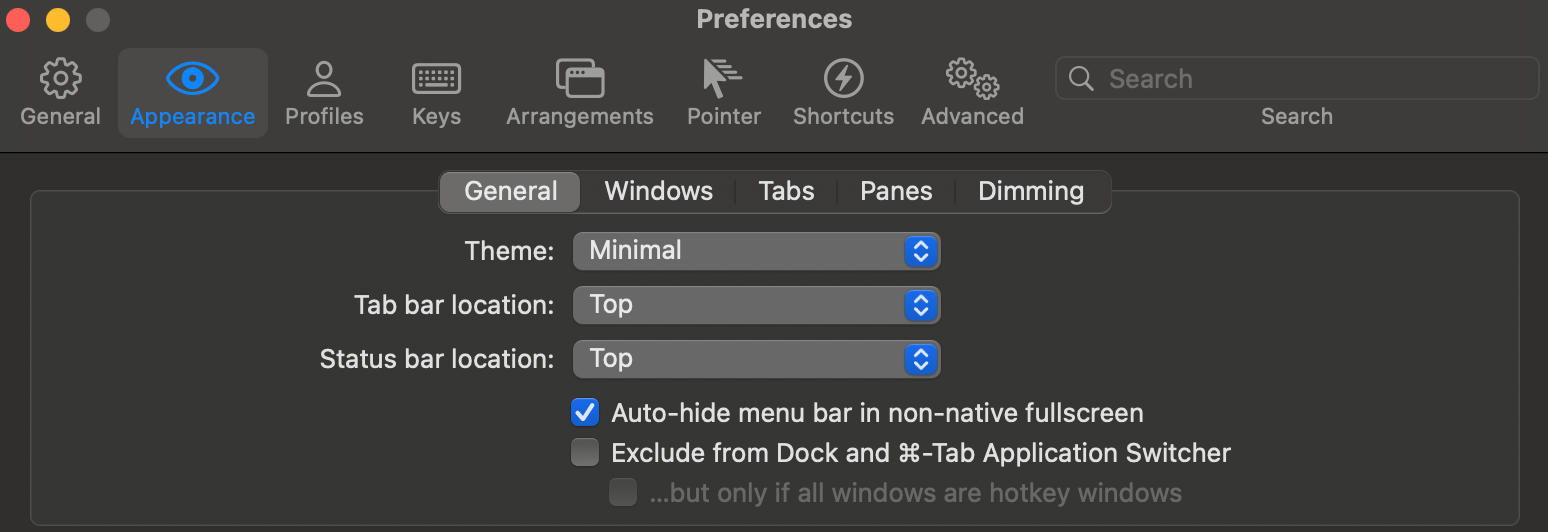 Preferences
General Appearance Profiles Keys Arrangements Pointer Shortcuts Advanced Search
Search
General Windows Tabs Panes Dimming
Theme: Minimal
Tab bar location: Top
Status bar location: Top
Auto-hide menu bar in non-native fullscreen
Exclude from Dock and ⌘-Tab Application Switcher
...but only if all windows are hotkey windows